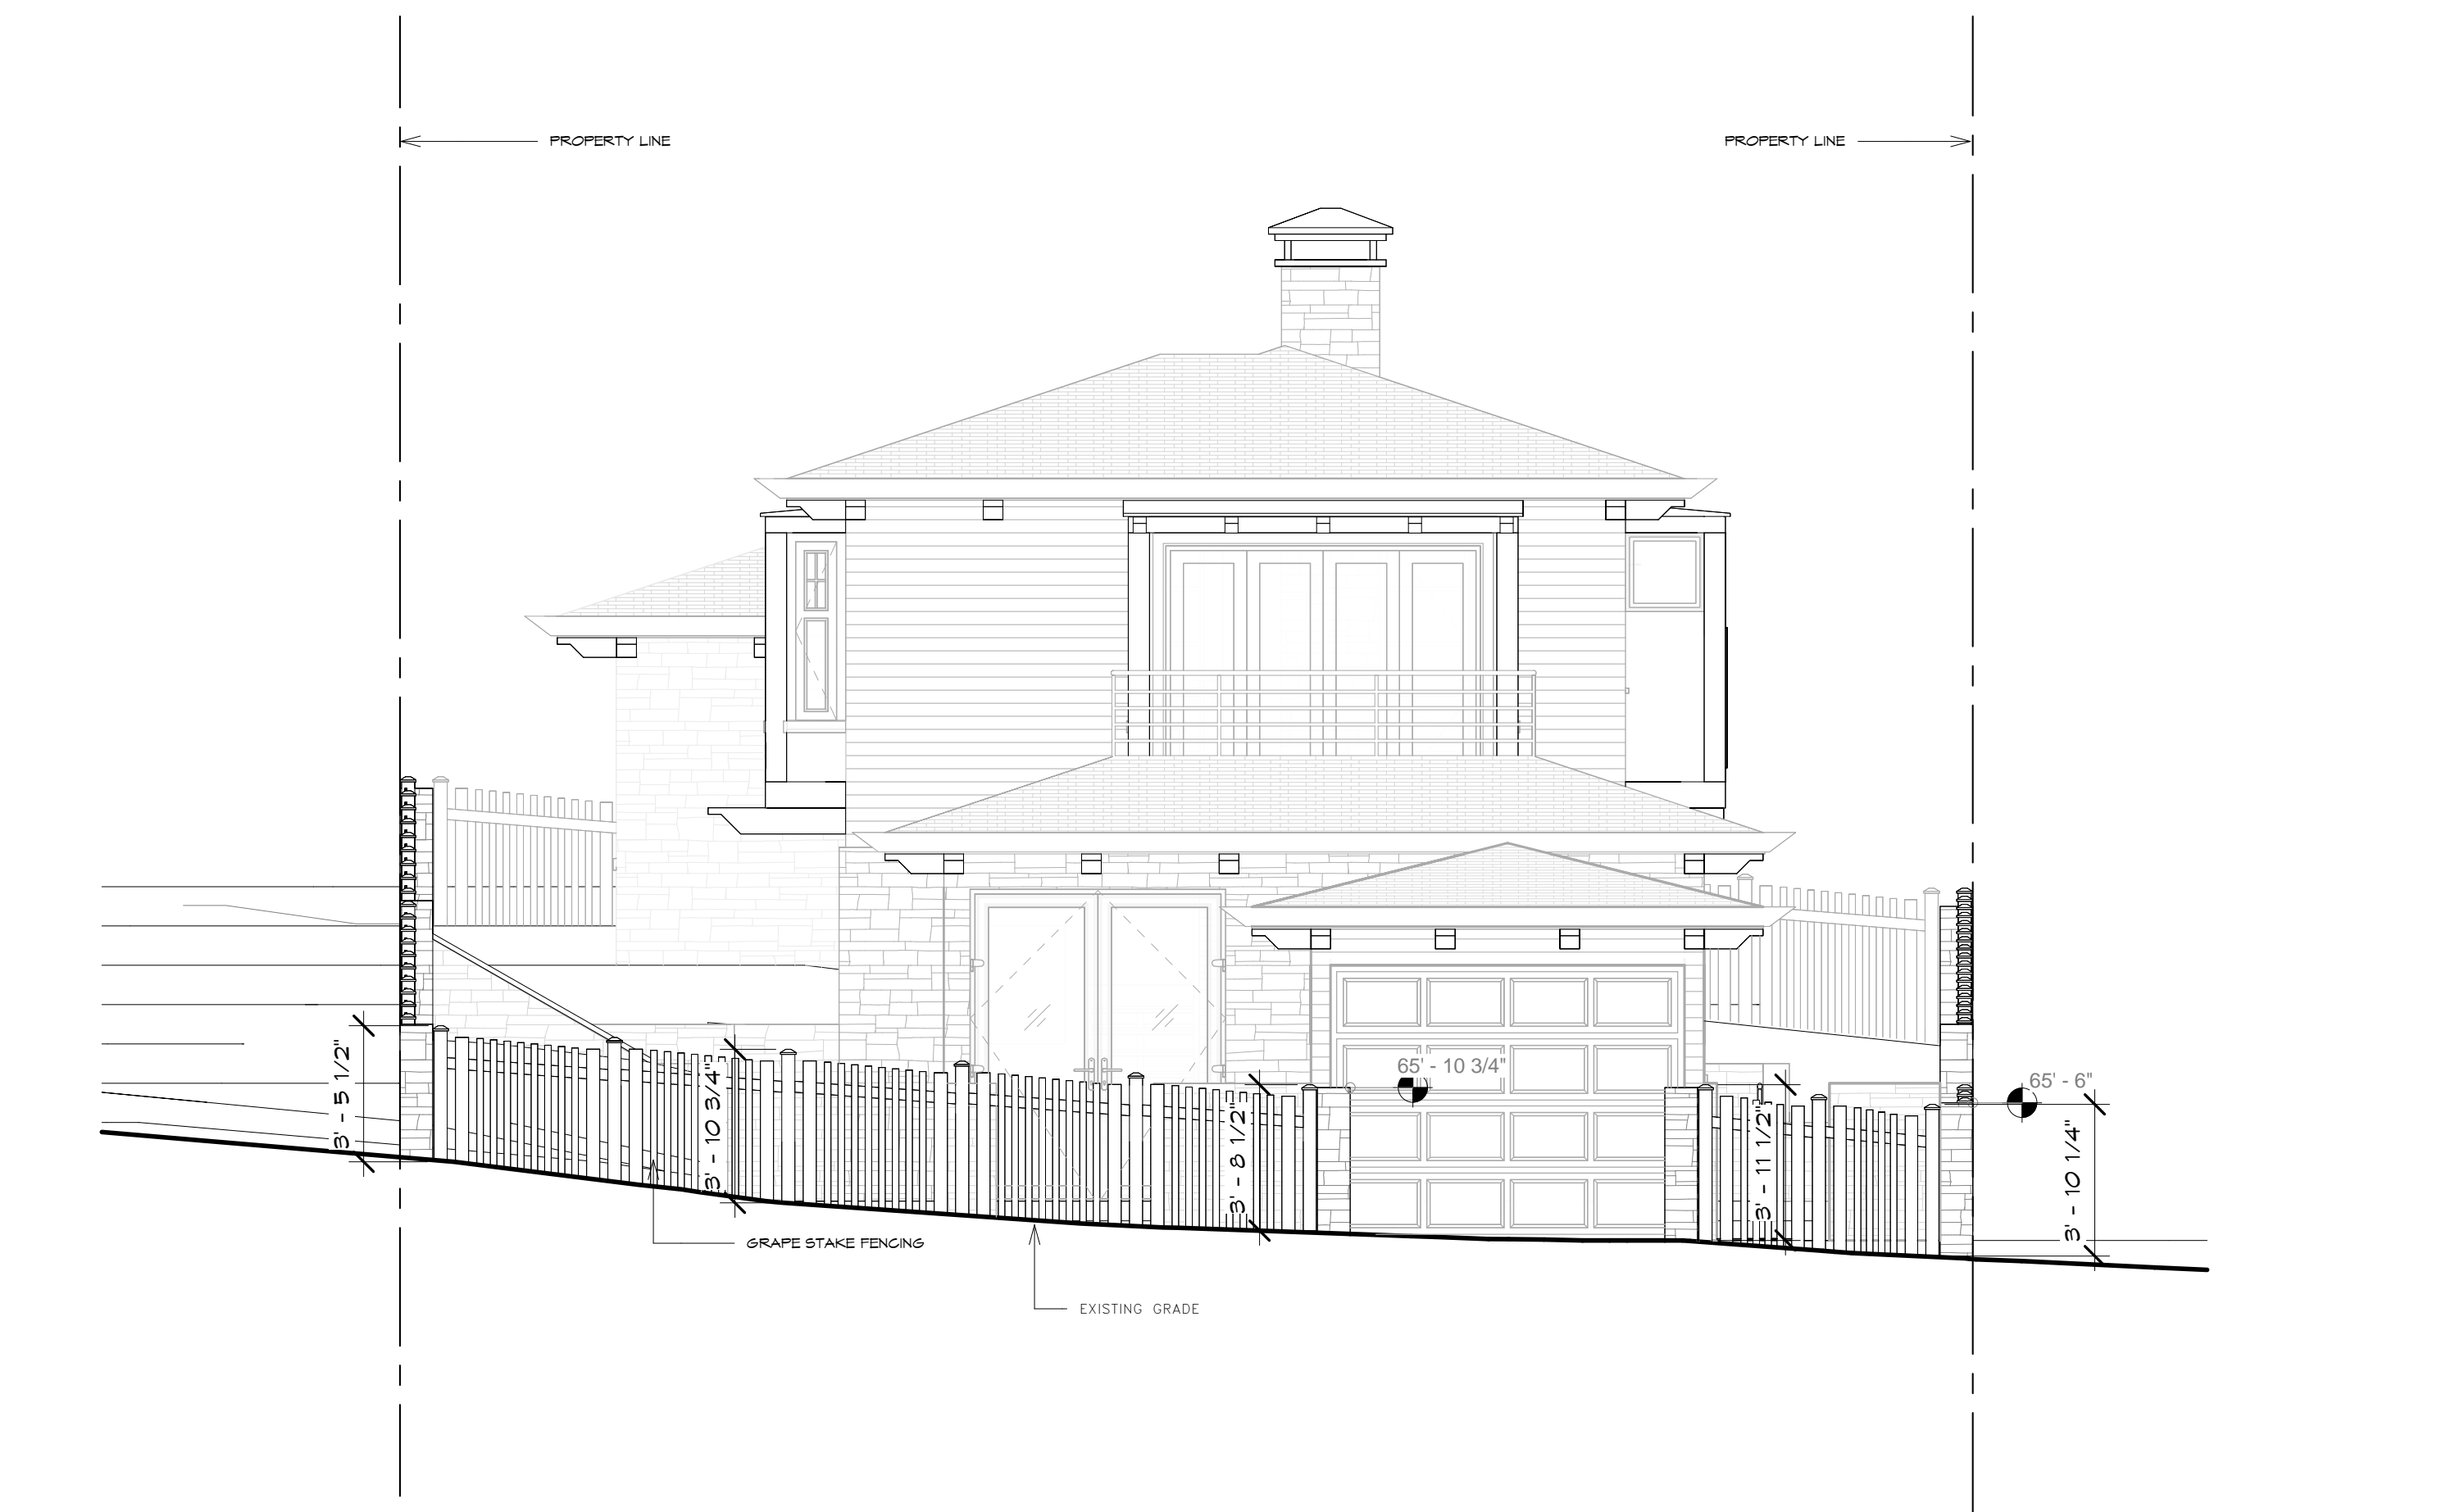 PROPERTY LINE
PROPERTY LINE
3' - 5 1/2"
3' - 10 3/4"
3' - 8 1/2"
65' - 10 3/4"
3' - 11 1/2"
65' - 6"
3' - 10 1/4"
GRAPE STAKE FENCING
EXISTING GRADE